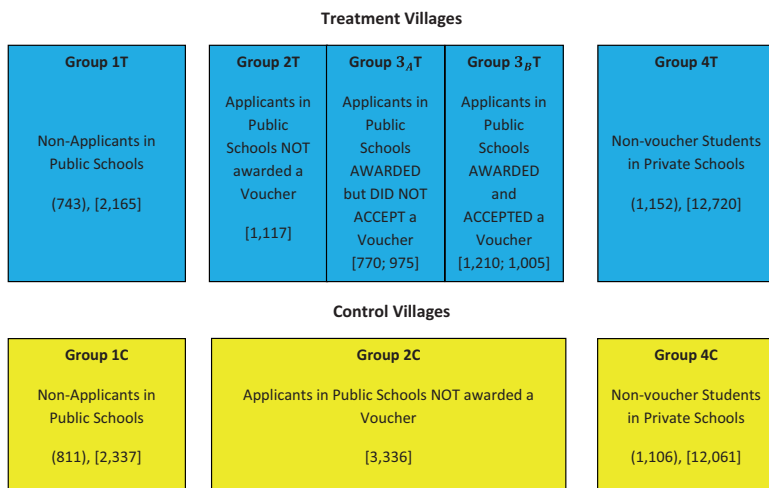 Treatment Villages
Group 1T
Non-Applicants in
Public Schools
(743), [2,165]
Group 2T
Applicants in
Public
Schools NOT
awarded a
Voucher
[1,117]
Group 3_AT
Applicants in
Public
Schools
AWARDED
but DID NOT
ACCEPT a
Voucher
[770; 975]
Group 3_BT
Applicants in
Public
Schools
AWARDED
and
ACCEPTED a
Voucher
[1,210; 1,005]
Group 4T
Non-voucher Students
in Private Schools
(1,152), [12,720]
Control Villages
Group 1C
Non-Applicants in
Public Schools
(811), [2,337]
Group 2C
Applicants in Public Schools NOT awarded a
Voucher
[3,336]
Group 4C
Non-voucher Students
in Private Schools
(1,106), [12,061]